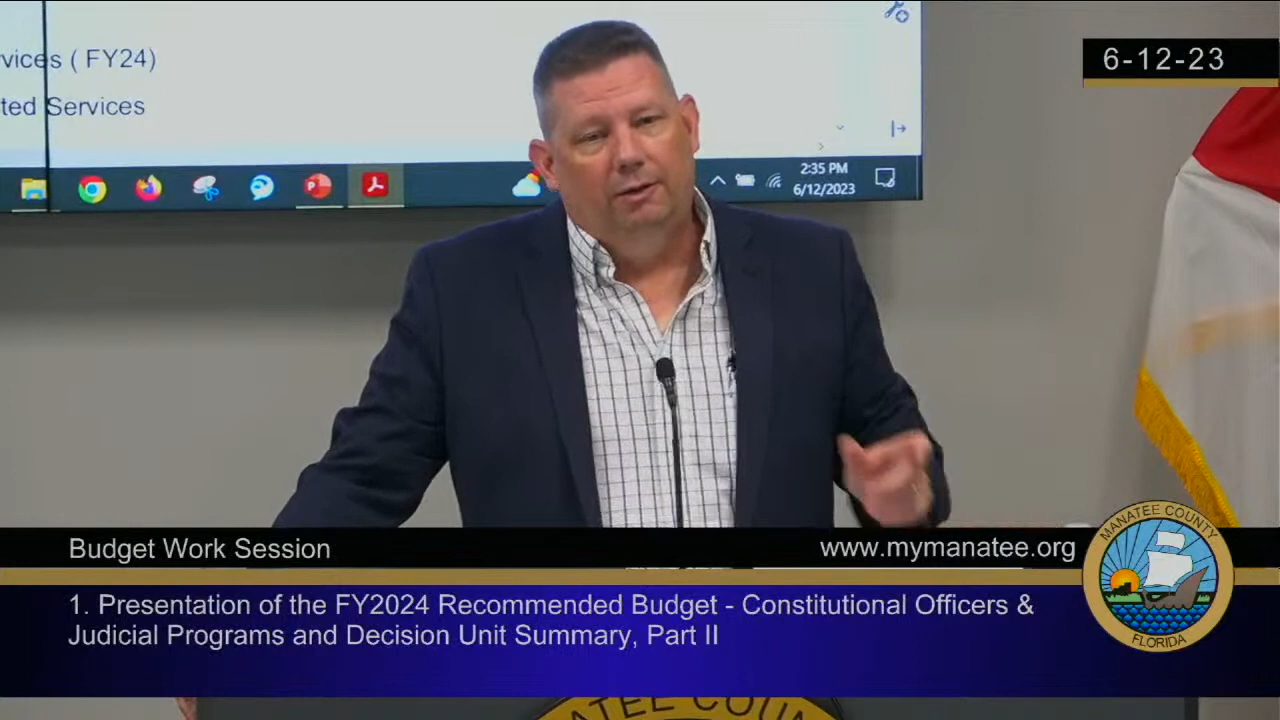 vices ( FY24)
ted Services
6-12-23
2:35 PM
6/12/2023
Budget Work Session
www.mymanatee.org
1. Presentation of the FY2024 Recommended Budget - Constitutional Officers &
Judicial Programs and Decision Unit Summary, Part II
MANATEE COUNTY
FLORIDA
ATEE COUN